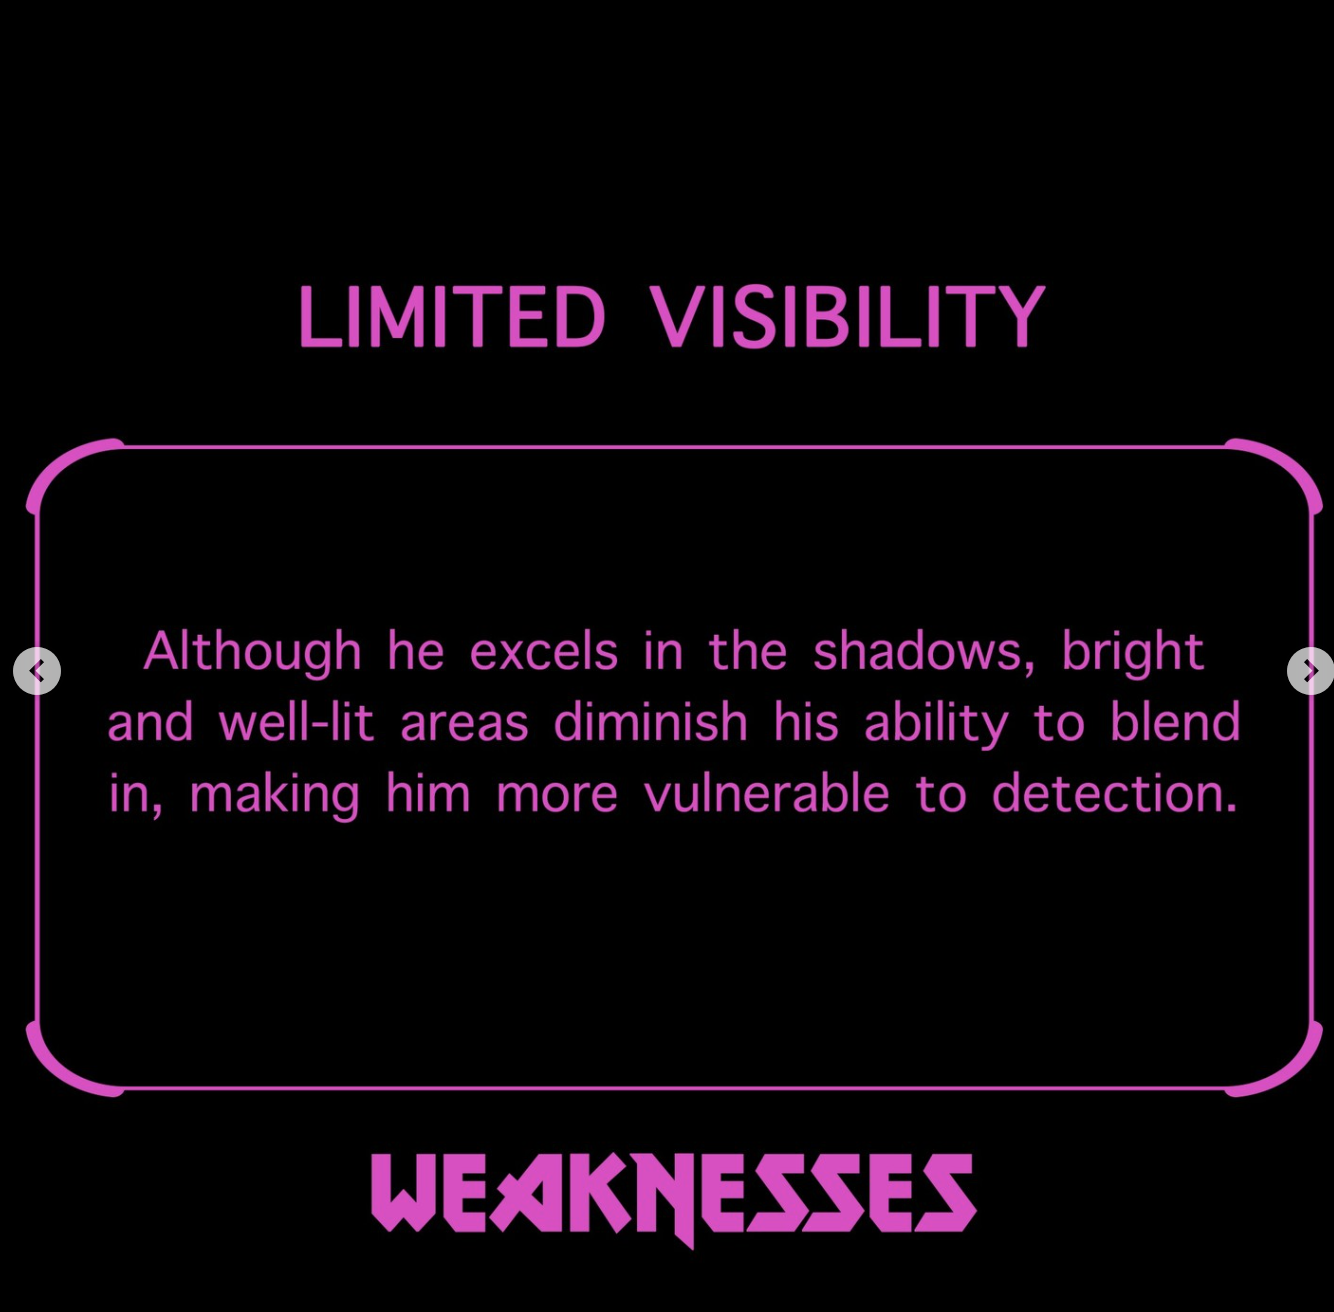 LIMITED VISIBILITY
Although he excels in the shadows, bright
and well-lit areas diminish his ability to blend
in, making him more vulnerable to detection.
WEAKNESSES